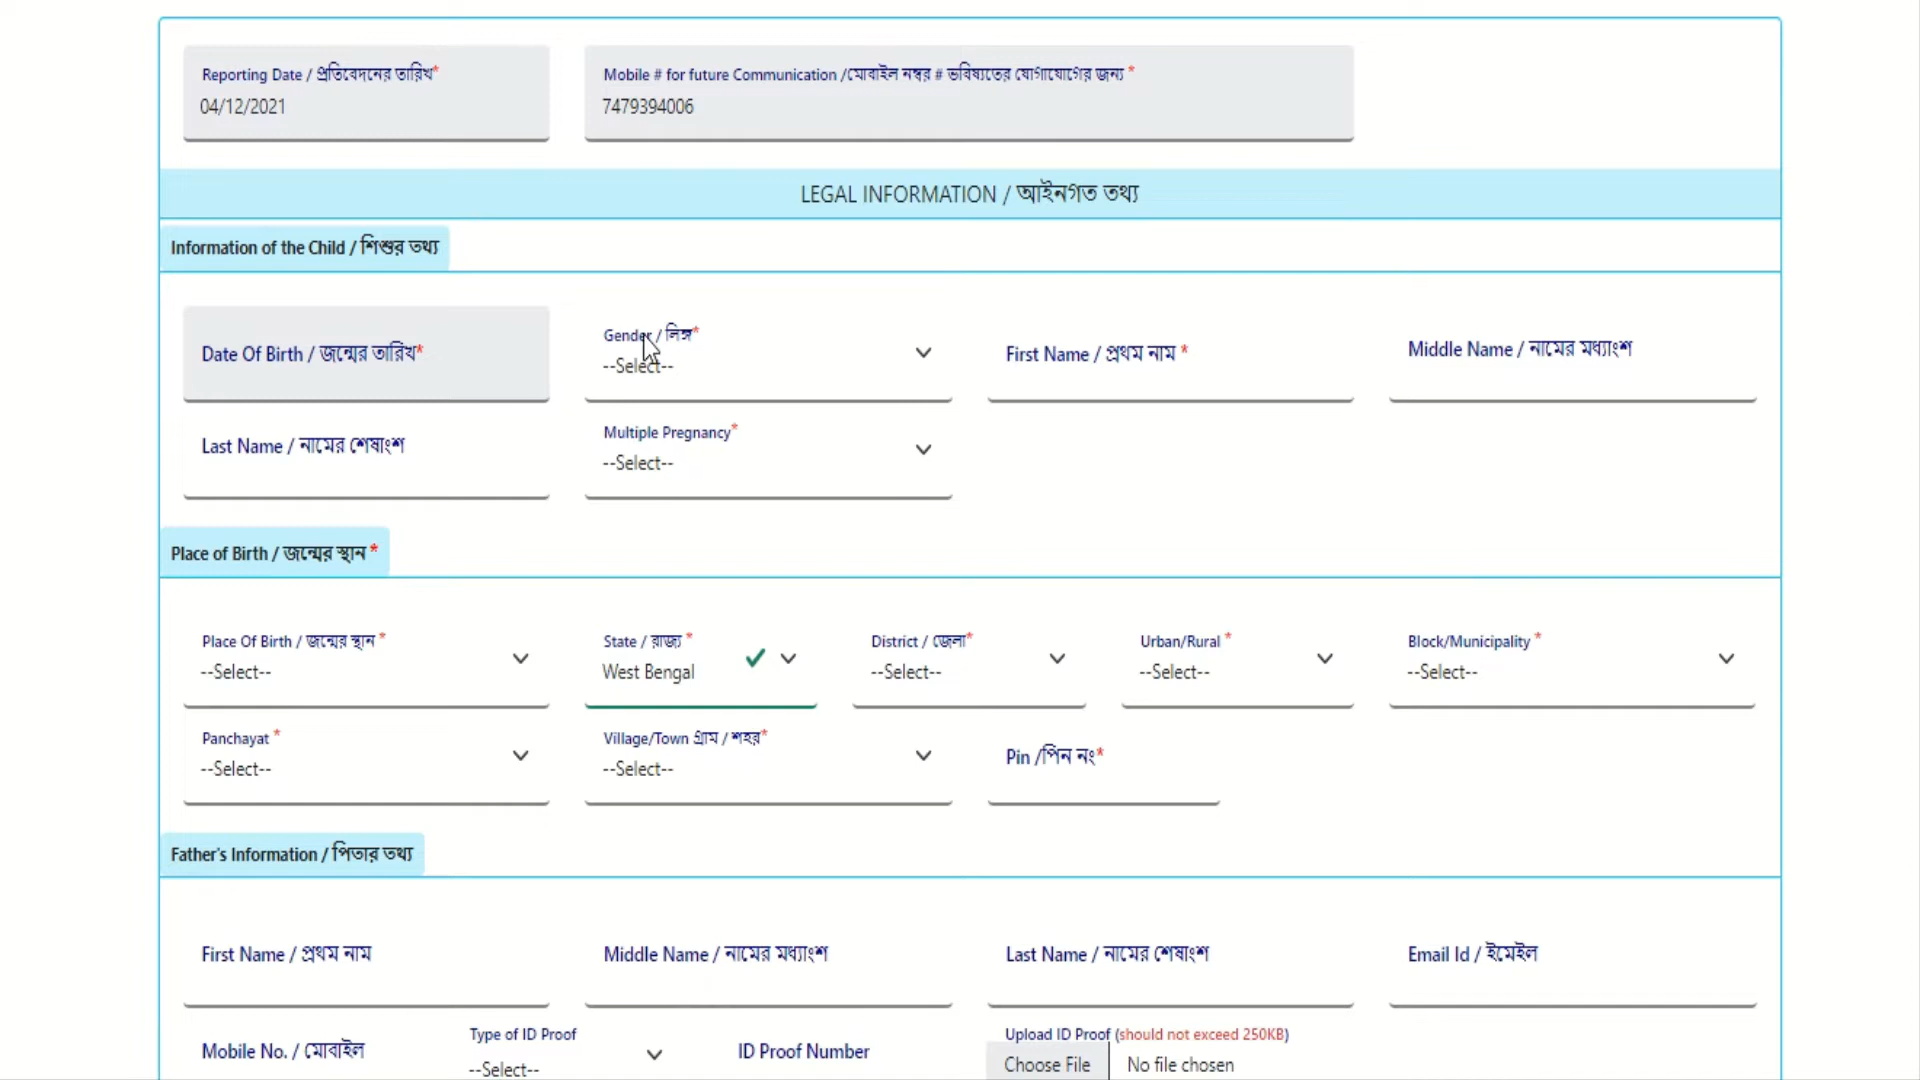 Reporting Date / প্রতিবেদনের তারিখ* Mobile # for future Communication /মোবাইল নম্বর # ভবিষ্যতের যোগাযোগের জন্য *
04/12/2021 7479394006
LEGAL INFORMATION / আইনগত তথ্য
Information of the Child / শিশুর তথ্য
Date Of Birth / জন্মের তারিখ* Gender / লিঙ্গ* First Name / প্রথম নাম * Middle Name / নামের মধ্যাংশ
--Select--
Last Name / নামের শেষাংশ Multiple Pregnancy*
--Select--
Place of Birth / জন্মের স্থান *
Place Of Birth / জন্মের স্থান * State / রাজ্য * District / জেলা* Urban/Rural * Block/Municipality *
--Select-- West Bengal --Select-- --Select-- --Select--
Panchayat * Village/Town গ্রাম / শহর* Pin /পিন নং*
--Select-- --Select--
Father's Information / পিতার তথ্য
First Name / প্রথম নাম Middle Name / নামের মধ্যাংশ Last Name / নামের শেষাংশ Email Id / ইমেইল
Mobile No. / মোবাইল Type of ID Proof ID Proof Number Upload ID Proof (should not exceed 250KB)
--Select-- Choose File No file chosen